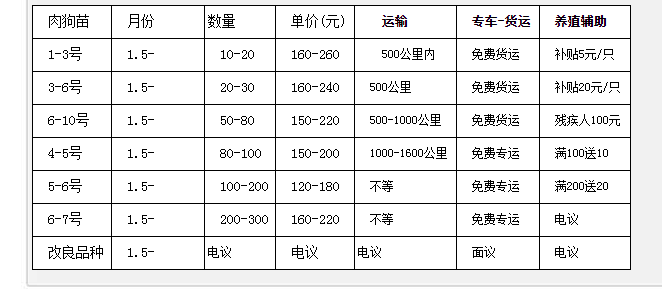 肉狗苗 月份 数量 单价(元) 运输 专车-货运 养殖辅助
1-3号 1.5- 10-20 160-260 500公里内 免费货运 补贴5元/只
3-6号 1.5- 20-30 160-240 500公里 免费货运 补贴20元/只
6-10号 1.5- 50-80 150-220 500-1000公里 免费货运 残疾人100元
4-5号 1.5- 80-100 150-200 1000-1600公里 免费专运 满100送10
5-6号 1.5- 100-200 120-180 不等 免费专运 满200送20
6-7号 1.5- 200-300 160-220 不等 免费专运 电议
改良品种 1.5- 电议 电议 电议 面议 电议